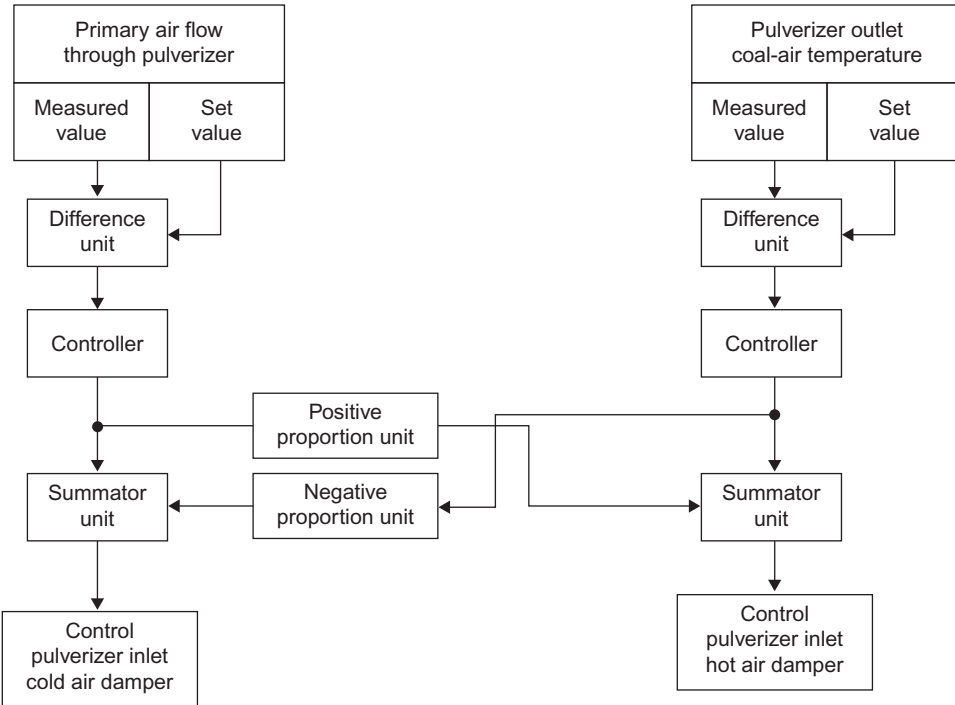 Primary air flow
through pulverizer
Measured
value
Set
value
Difference
unit
Controller
Summator
unit
Control
pulverizer inlet
cold air damper
Positive
proportion unit
Negative
proportion unit
Pulverizer outlet
coal-air temperature
Measured
value
Set
value
Difference
unit
Controller
Summator
unit
Control
pulverizer inlet
hot air damper